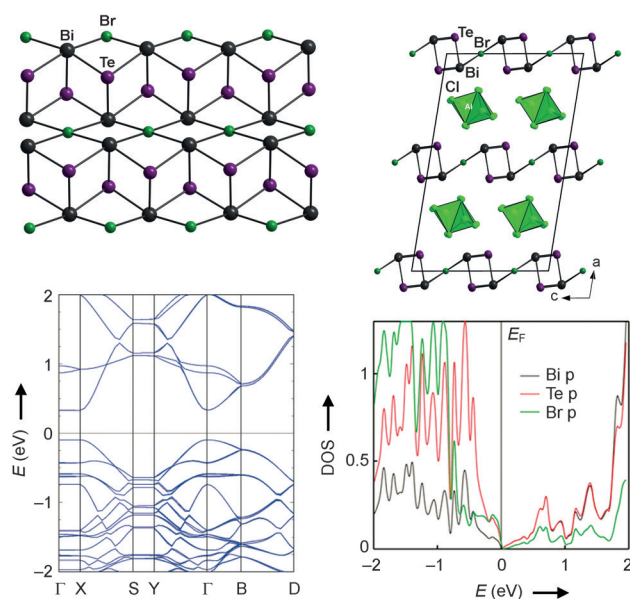 Br
Bi
Te
Te
Br
Bi
Cl
Al
a
c
2
1
0
−1
−2
E (eV)
Γ X S Y Γ B D
1
0.5
0
DOS
E_F
Bi p
Te p
Br p
−2 −1 0 1 2
E (eV)